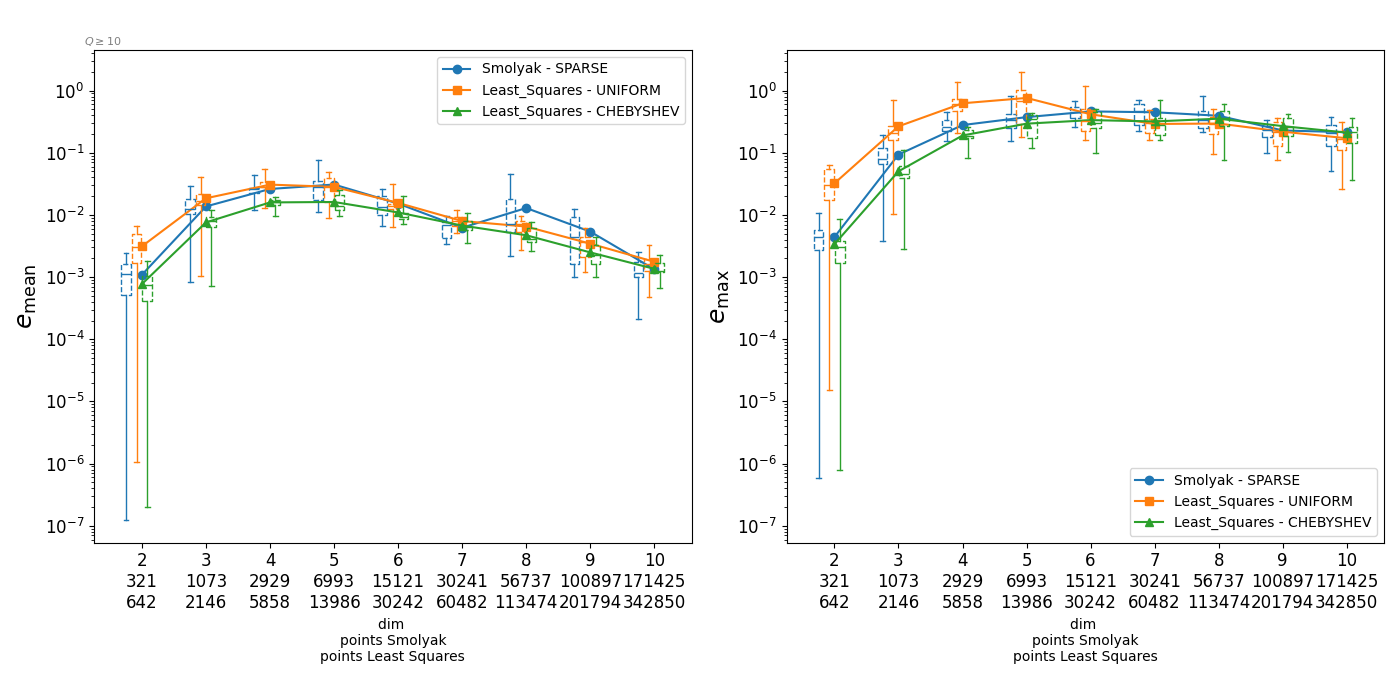 Q ≥ 10
10⁰
10⁻¹
10⁻²
10⁻³
10⁻⁴
10⁻⁵
10⁻⁶
10⁻⁷
e_mean
Smolyak - SPARSE
Least_Squares - UNIFORM
Least_Squares - CHEBYSHEV
2 3 4 5 6 7 8 9 10
321 1073 2929 6993 15121 30241 56737 100897 171425
642 2146 5858 13986 30242 60482 113474 201794 342850
dim
points Smolyak
points Least Squares
10⁰
10⁻¹
10⁻²
10⁻³
10⁻⁴
10⁻⁵
10⁻⁶
10⁻⁷
e_max
Smolyak - SPARSE
Least_Squares - UNIFORM
Least_Squares - CHEBYSHEV
2 3 4 5 6 7 8 9 10
321 1073 2929 6993 15121 30241 56737 100897 171425
642 2146 5858 13986 30242 60482 113474 201794 342850
dim
points Smolyak
points Least Squares